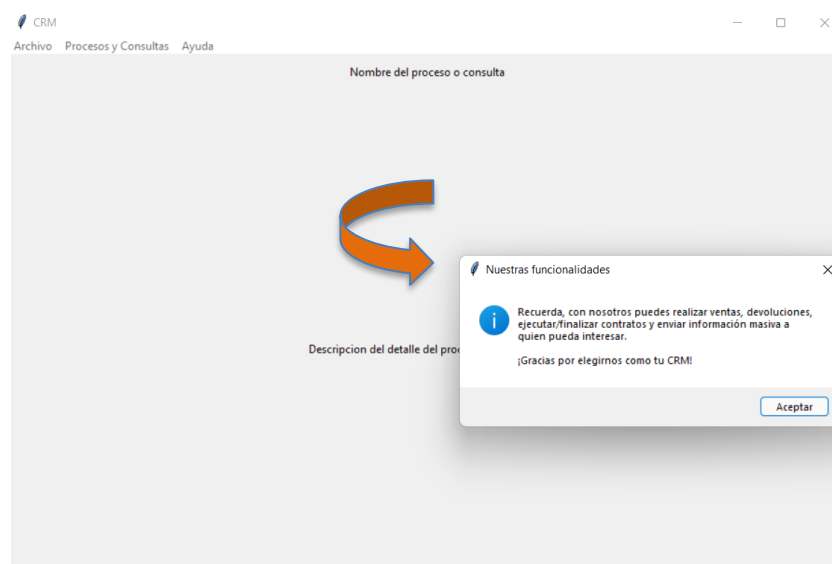 CRM
Archivo Procesos y Consultas Ayuda
Nombre del proceso o consulta
Nuestras funcionalidades
Recuerda, con nosotros puedes realizar ventas, devoluciones,
ejecutar/finalizar contratos y enviar información masiva a
quien pueda interesar.
¡Gracias por elegirnos como tu CRM!
Descripcion del detalle del
Aceptar